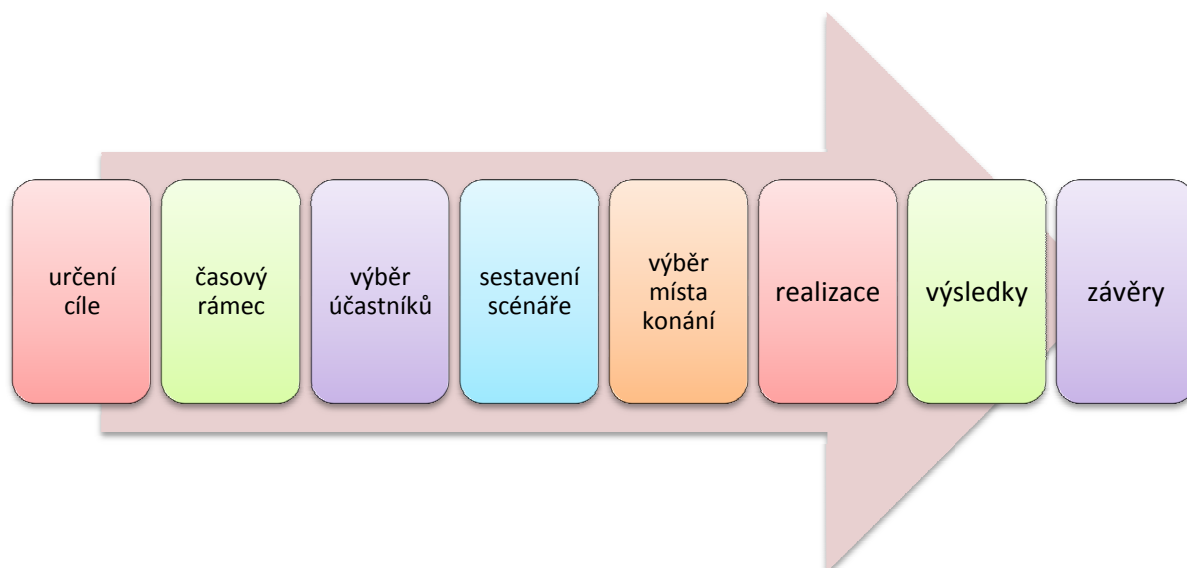 určení
cíle
časový
rámec
výběr
účastníků
sestavení
scénáře
výběr
místa
konání
realizace
výsledky
závěry